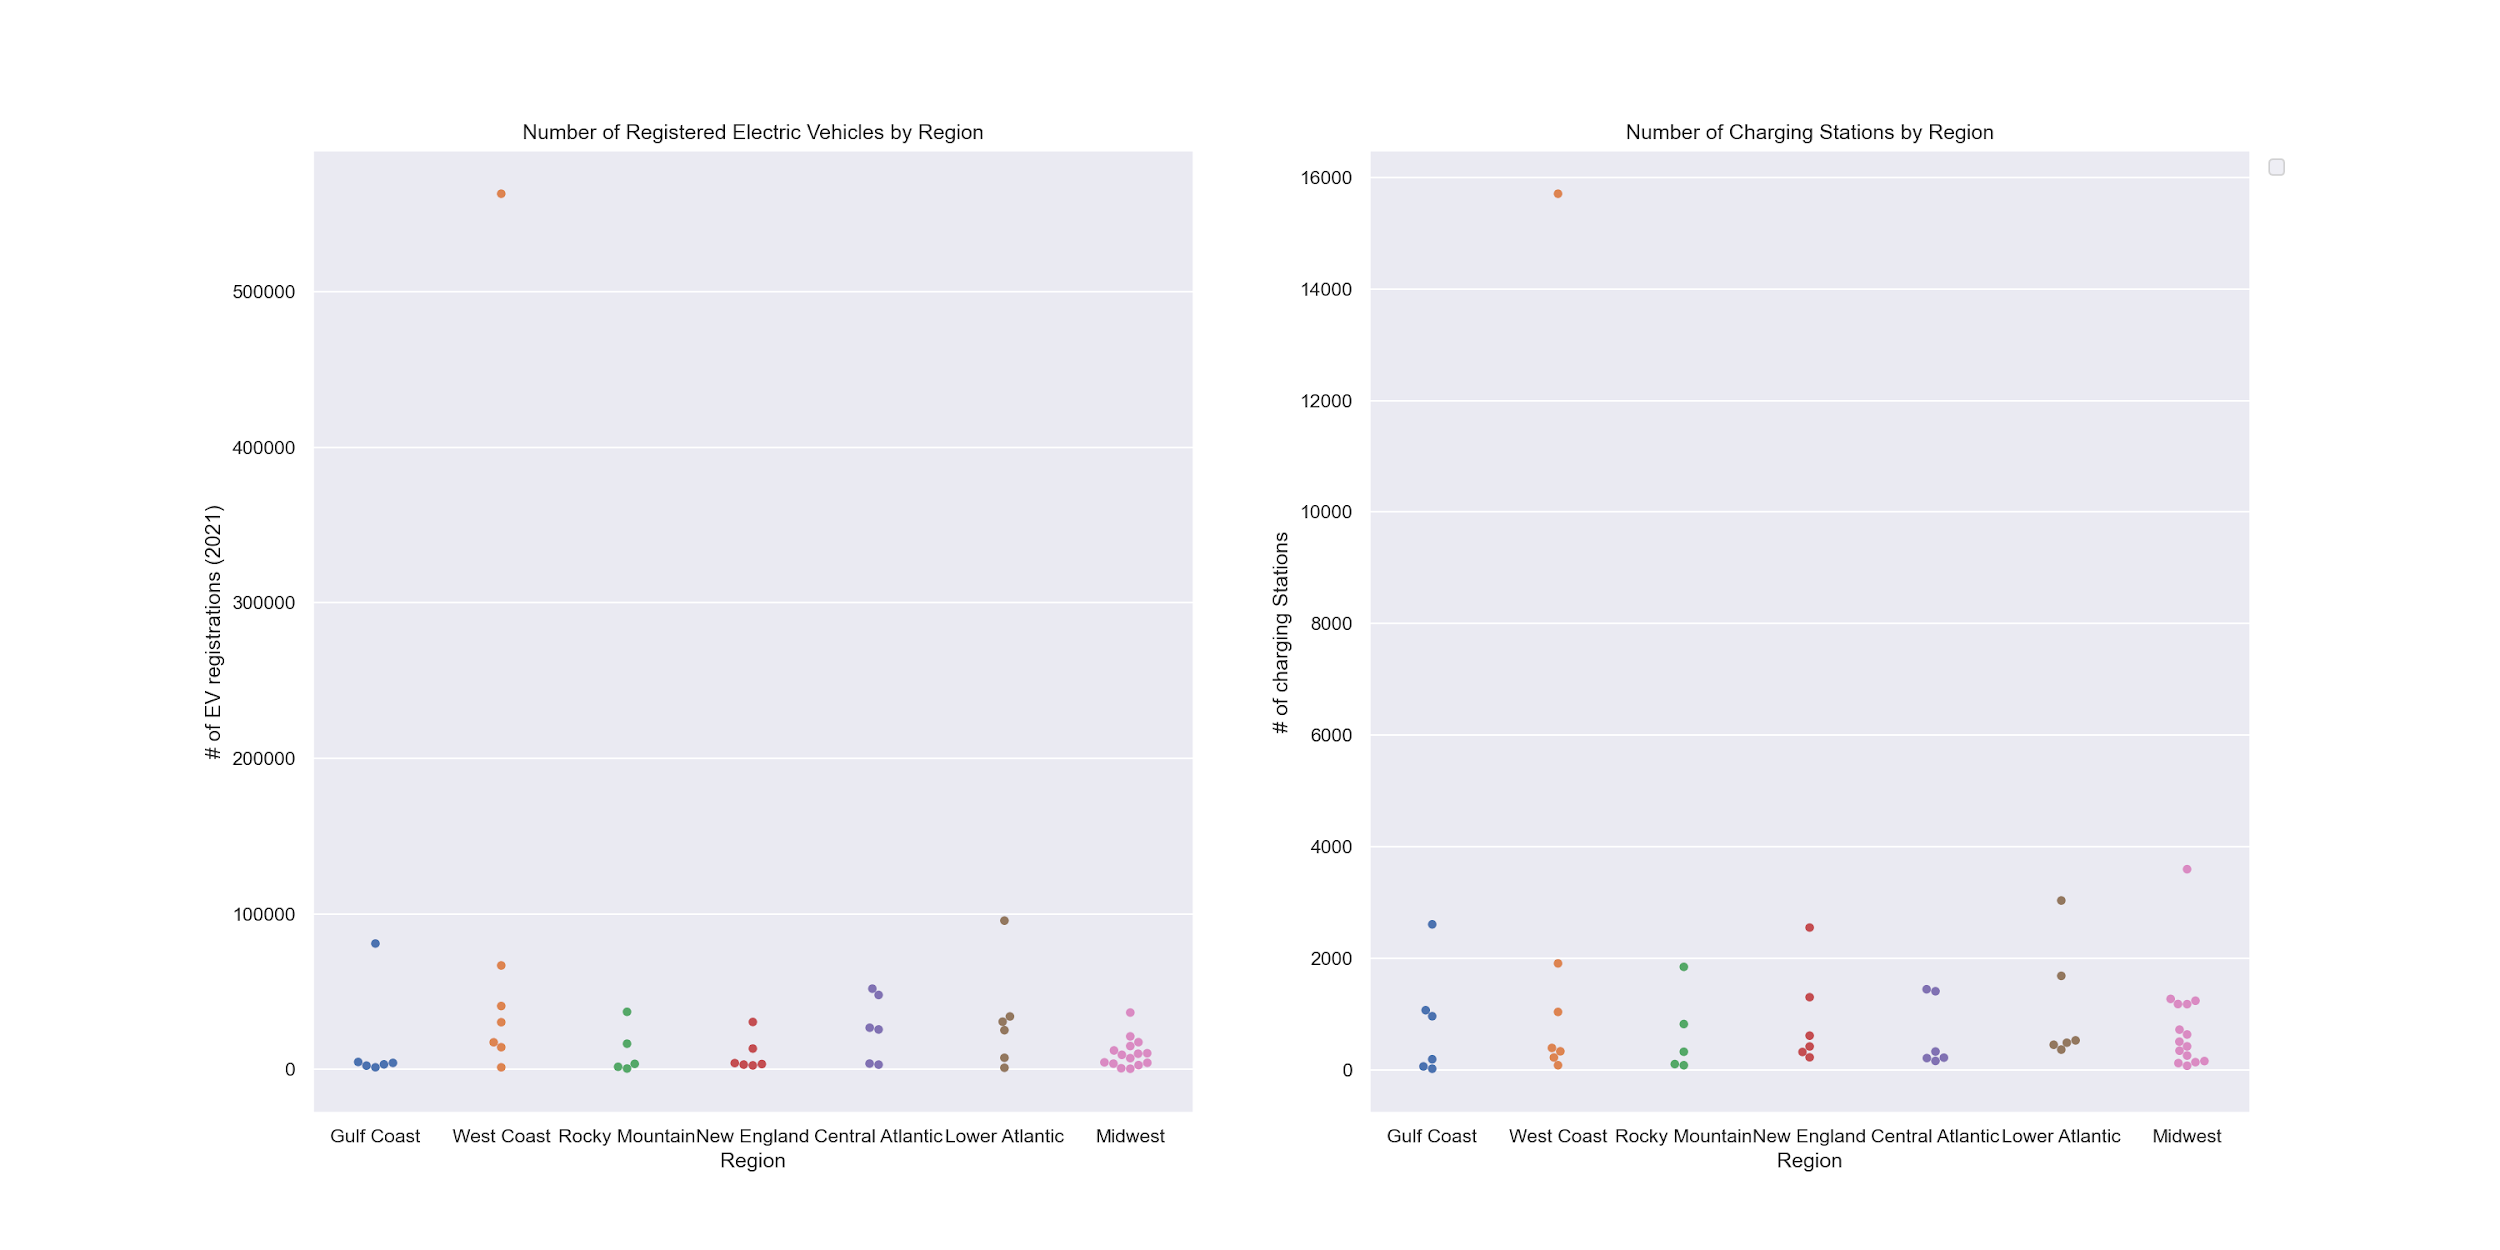 Number of Registered Electric Vehicles by Region
# of EV registrations (2021)
500000
400000
300000
200000
100000
0
Gulf Coast West Coast Rocky Mountain New England Central Atlantic Lower Atlantic Midwest
Region
Number of Charging Stations by Region
# of charging Stations
16000
14000
12000
10000
8000
6000
4000
2000
0
Gulf Coast West Coast Rocky Mountain New England Central Atlantic Lower Atlantic Midwest
Region